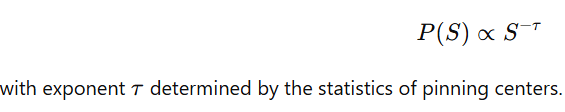 P(S) ∝ S^{-τ}
with exponent τ determined by the statistics of pinning centers.